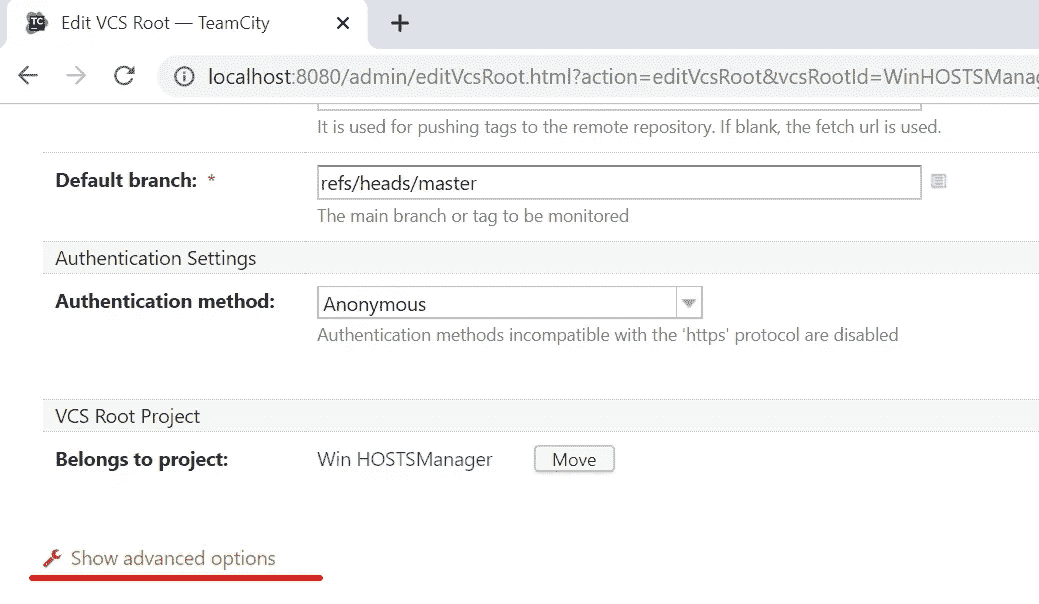 Edit VCS Root — TeamCity
localhost:8080/admin/editVcsRoot.html?action=editVcsRoot&vcsRootId=WinHOSTSManag
It is used for pushing tags to the remote repository. If blank, the fetch url is used.
Default branch: * refs/heads/master
The main branch or tag to be monitored
Authentication Settings
Authentication method: Anonymous
Authentication methods incompatible with the 'https' protocol are disabled
VCS Root Project
Belongs to project: Win HOSTSManager Move
Show advanced options